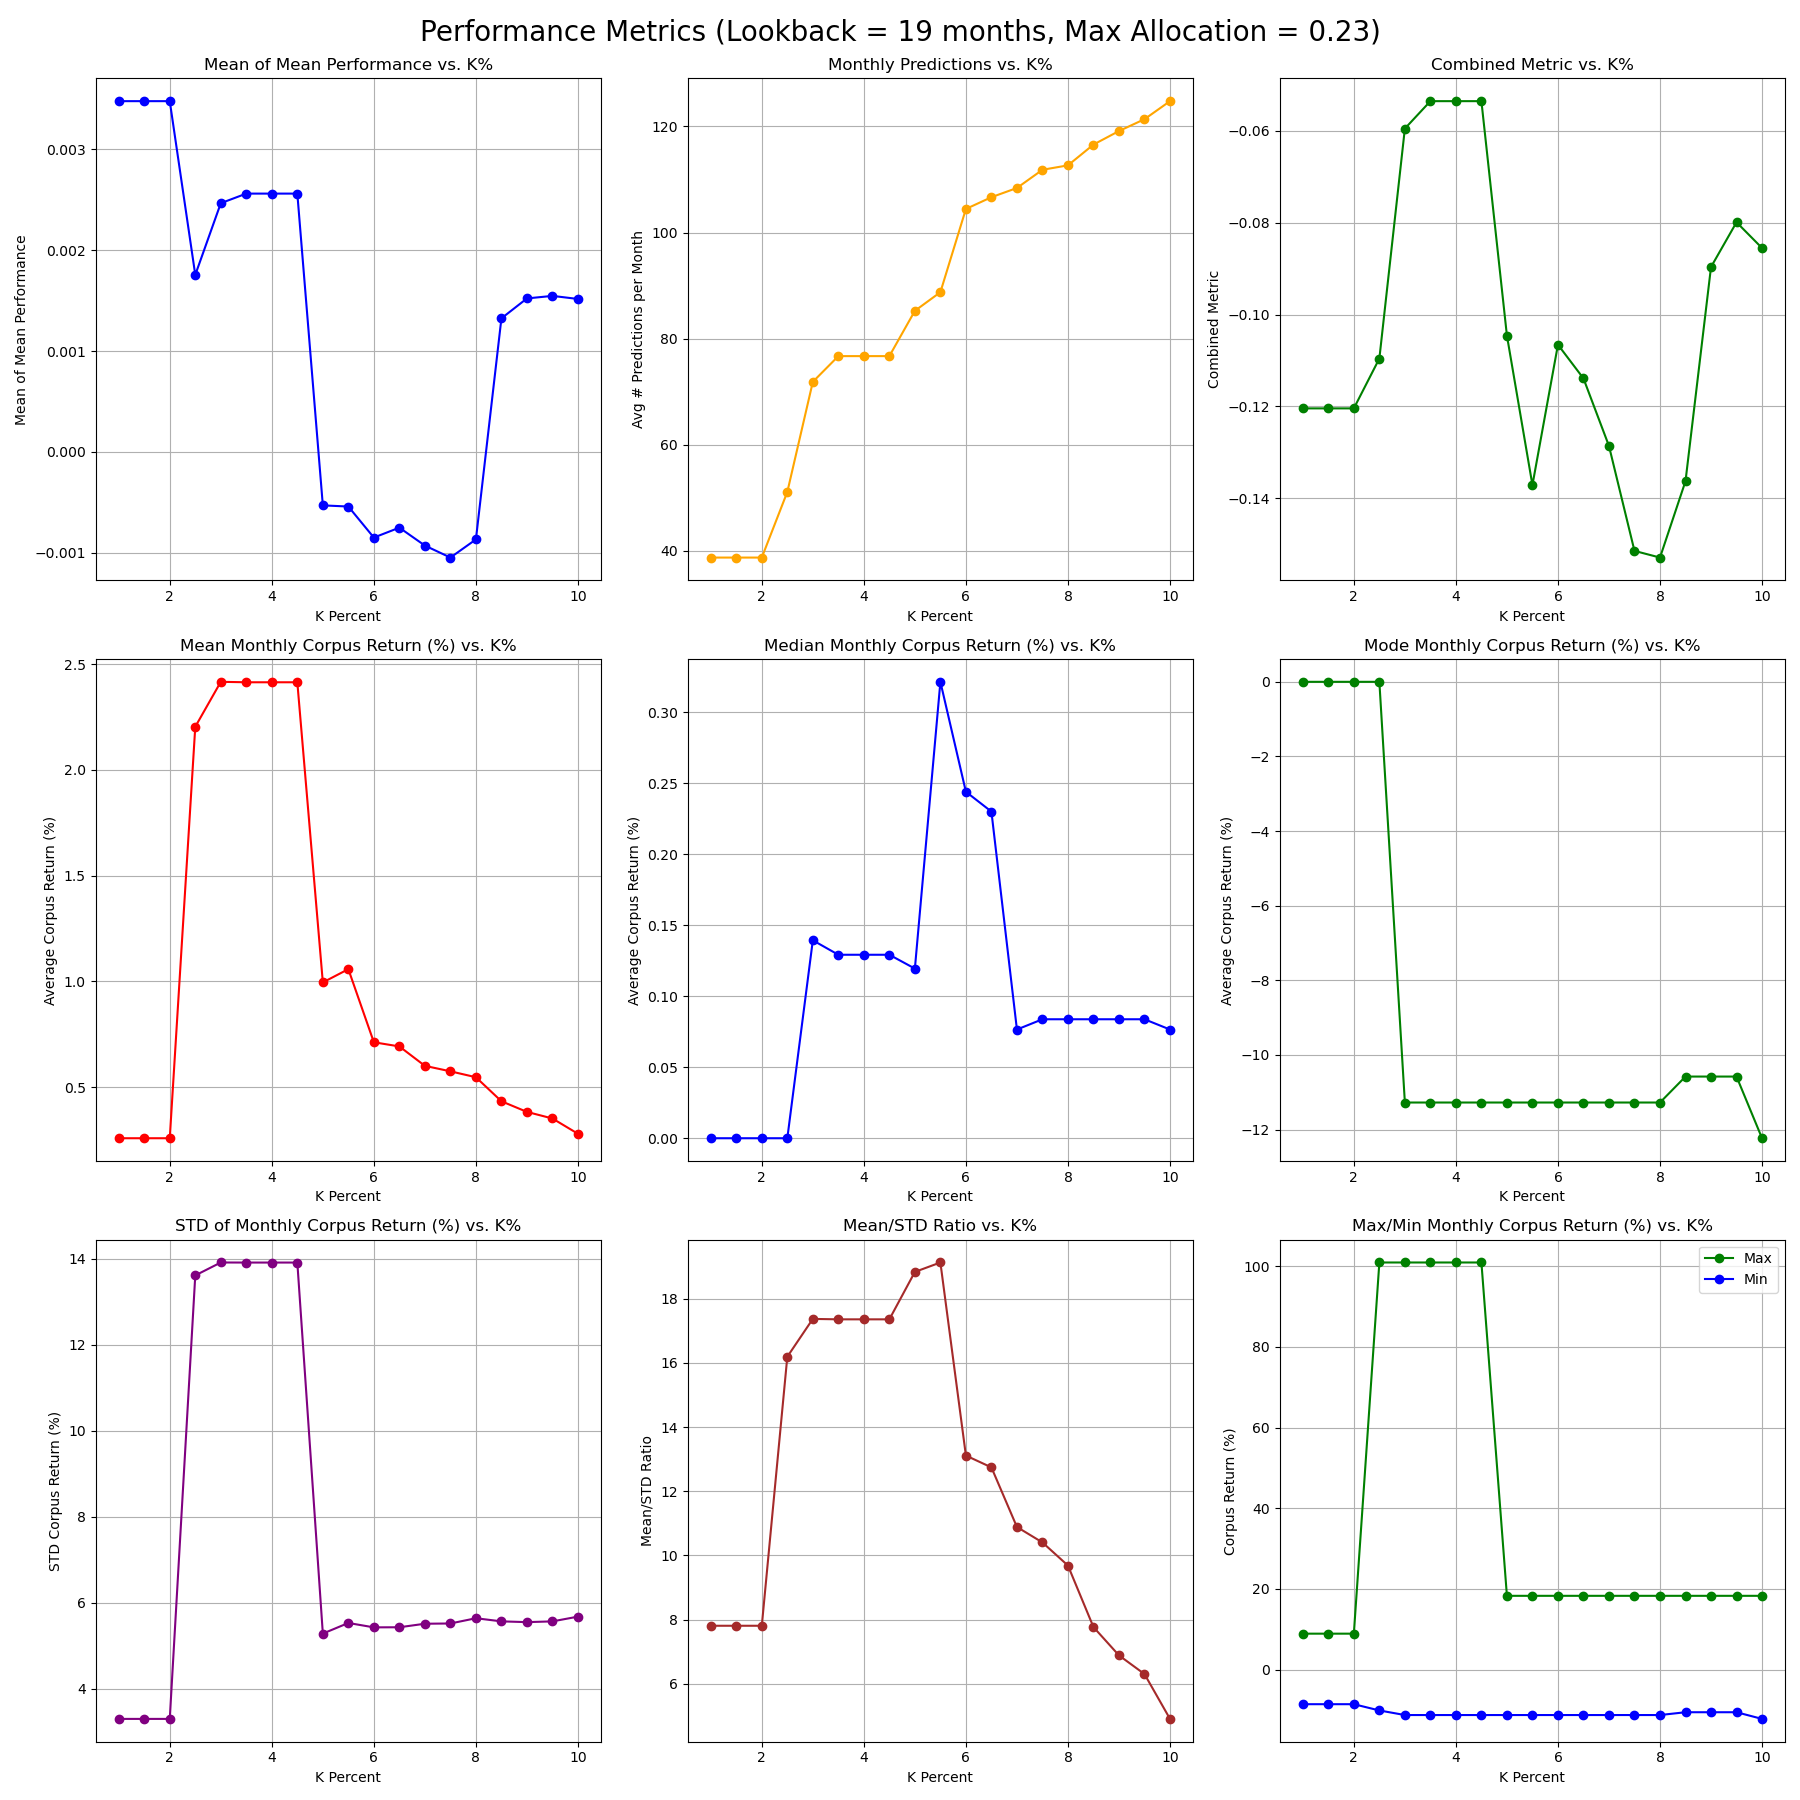 Performance Metrics (Lookback = 19 months, Max Allocation = 0.23)
Mean of Mean Performance vs. K%
Mean of Mean Performance
0.003
0.002
0.001
0.000
−0.001
2 4 6 8 10
K Percent
Monthly Predictions vs. K%
Avg # Predictions per Month
120
100
80
60
40
2 4 6 8 10
K Percent
Combined Metric vs. K%
Combined Metric
−0.06
−0.08
−0.10
−0.12
−0.14
2 4 6 8 10
K Percent
Mean Monthly Corpus Return (%) vs. K%
Average Corpus Return (%)
2.5
2.0
1.5
1.0
0.5
2 4 6 8 10
K Percent
Median Monthly Corpus Return (%) vs. K%
Average Corpus Return (%)
0.30
0.25
0.20
0.15
0.10
0.05
0.00
2 4 6 8 10
K Percent
Mode Monthly Corpus Return (%) vs. K%
Average Corpus Return (%)
0
−2
−4
−6
−8
−10
−12
2 4 6 8 10
K Percent
STD of Monthly Corpus Return (%) vs. K%
STD Corpus Return (%)
14
12
10
8
6
4
2 4 6 8 10
K Percent
Mean/STD Ratio vs. K%
Mean/STD Ratio
18
16
14
12
10
8
6
2 4 6 8 10
K Percent
Max/Min Monthly Corpus Return (%) vs. K%
Corpus Return (%)
100
80
60
40
20
0
Max
Min
2 4 6 8 10
K Percent